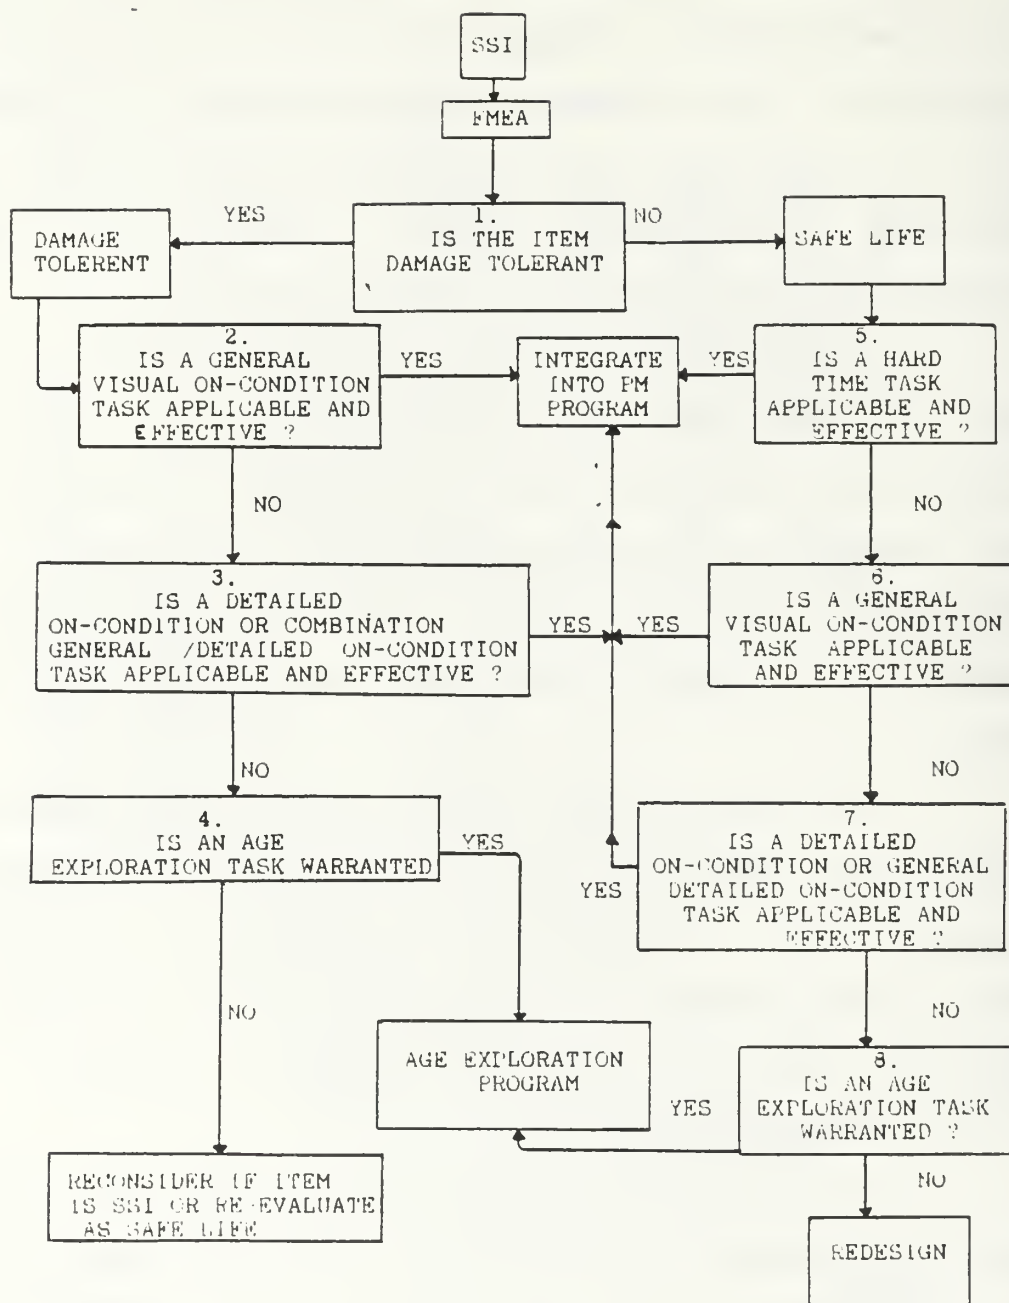 SSI
FMEA
YES
1.
IS THE ITEM
DAMAGE TOLERANT
NO
DAMAGE
TOLERENT
SAFE LIFE
2.
IS A GENERAL
VISUAL ON-CONDITION
TASK APPLICABLE AND
EFFECTIVE ?
YES
INTEGRATE
INTO PM
PROGRAM
YES
5.
IS A HARD
TIME TASK
APPLICABLE AND
EFFECTIVE ?
NO
NO
3.
IS A DETAILED
ON-CONDITION OR COMBINATION
GENERAL /DETAILED ON-CONDITION
TASK APPLICABLE AND EFFECTIVE ?
YES
YES
6.
IS A GENERAL
VISUAL ON-CONDITION
TASK APPLICABLE
AND EFFECTIVE ?
NO
NO
4.
IS AN AGE
EXPLORATION TASK WARRANTED
YES
YES
7.
IS A DETAILED
ON-CONDITION OR GENERAL
DETAILED ON-CONDITION
TASK APPLICABLE AND
EFFECTIVE ?
NO
NO
AGE EXPLORATION
PROGRAM
YES
8.
IS AN AGE
EXPLORATION TASK
WARRANTED ?
RECONSIDER IF ITEM
IS SSI OR RE-EVALUATE
AS SAFE LIFE
NO
REDESIGN